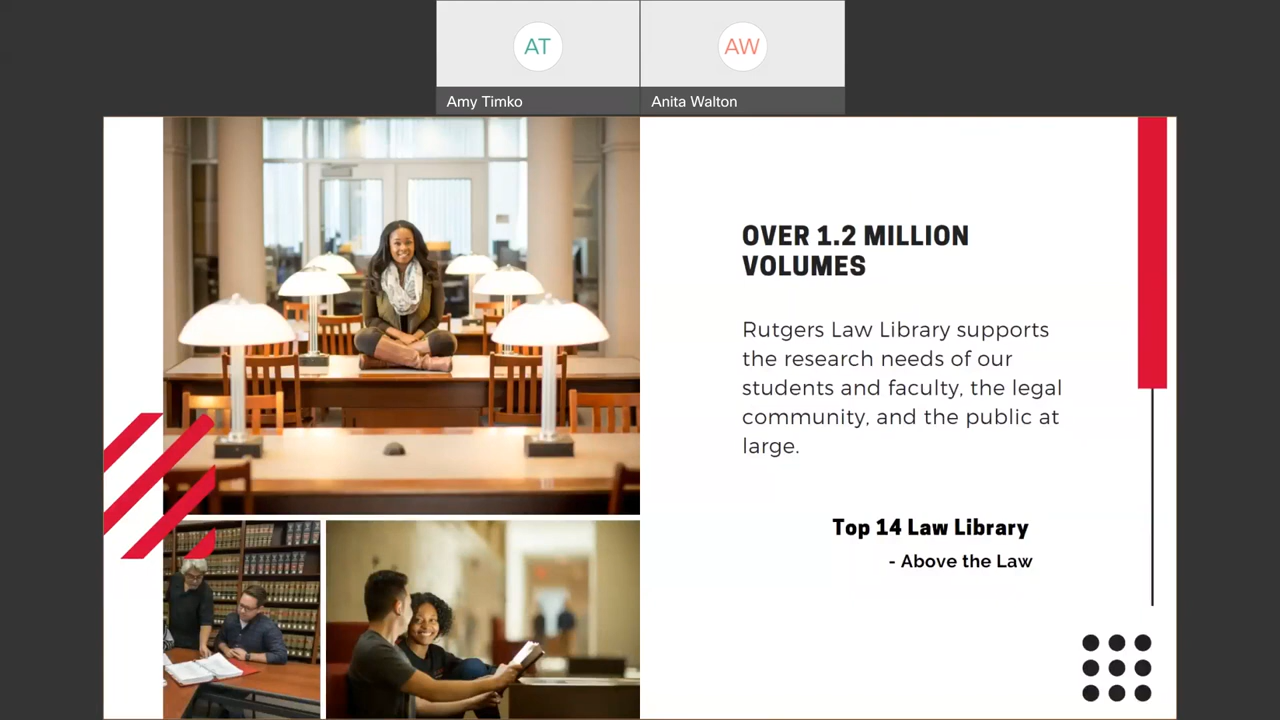 AT
AW
Amy Timko
Anita Walton
OVER 1.2 MILLION
VOLUMES
Rutgers Law Library supports
the research needs of our
students and faculty, the legal
community, and the public at
large.
Top 14 Law Library
- Above the Law